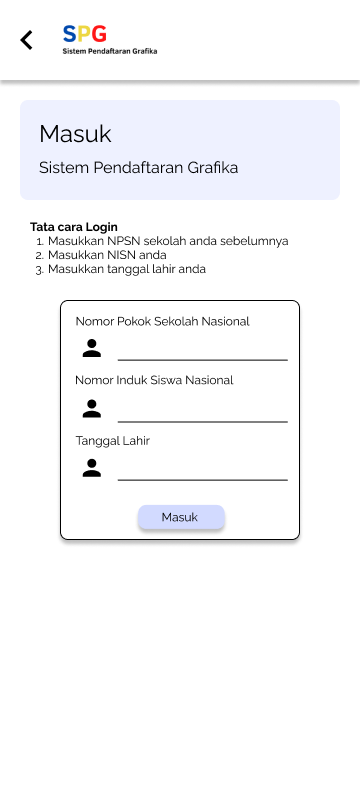 SPG
Sistem Pendaftaran Grafika
Masuk
Sistem Pendaftaran Grafika
Tata cara Login
1. Masukkan NPSN sekolah anda sebelumnya
2. Masukkan NISN anda
3. Masukkan tanggal lahir anda
Nomor Pokok Sekolah Nasional
Nomor Induk Siswa Nasional
Tanggal Lahir
Masuk